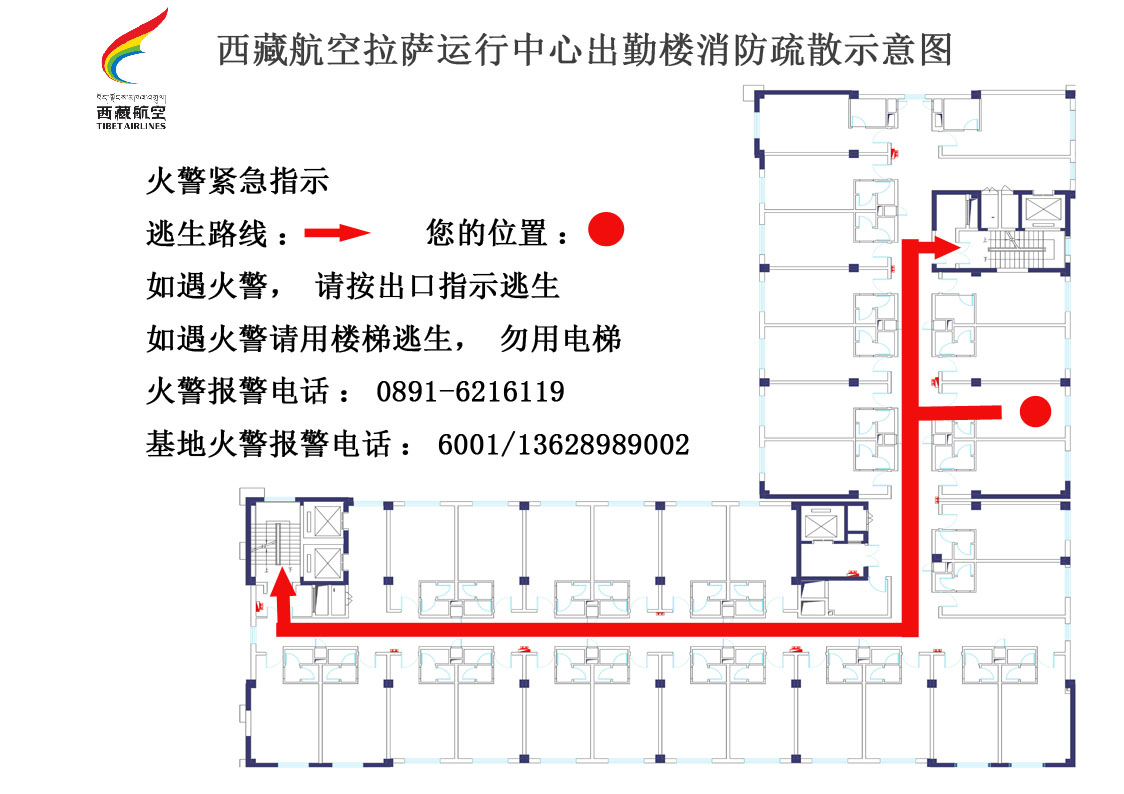 西藏航空拉萨运行中心出勤楼消防疏散示意图
西藏航空
TIBET AIRLINES
火警紧急指示
逃生路线： 您的位置：
如遇火警， 请按出口指示逃生
如遇火警请用楼梯逃生， 勿用电梯
火警报警电话： 0891-6216119
基地火警报警电话： 6001/13628989002
上
下
上
下